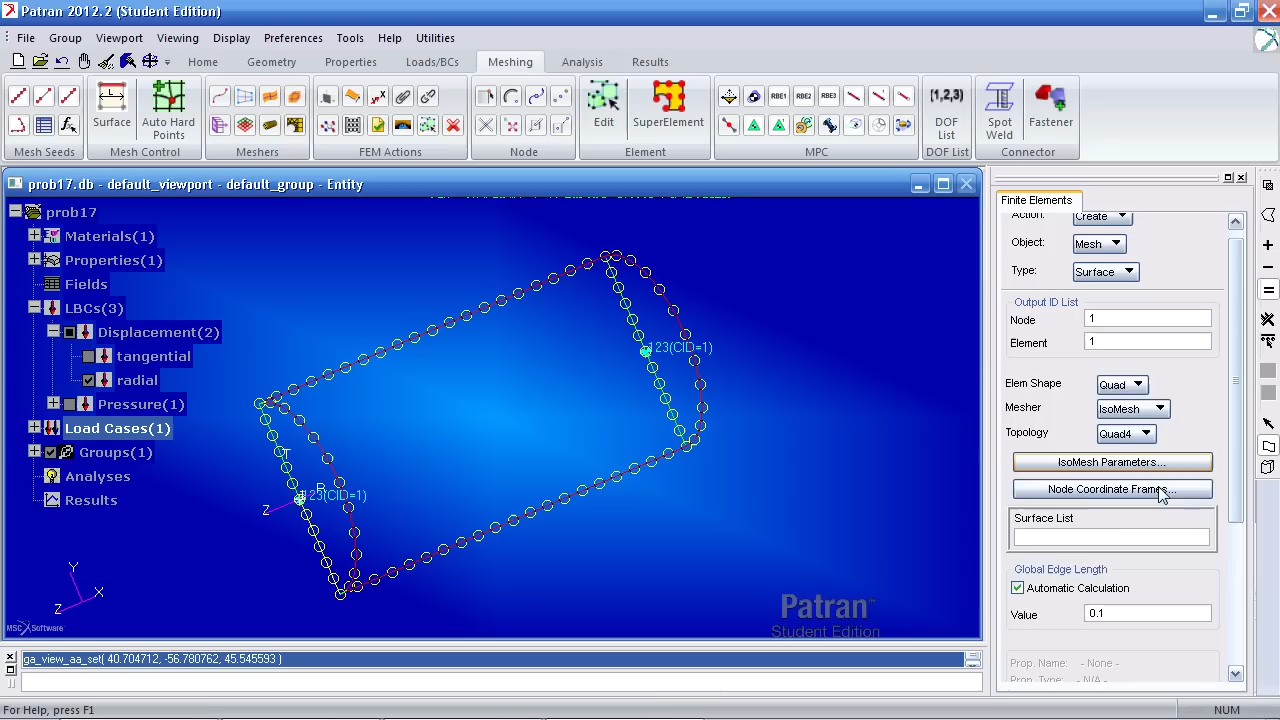 Patran 2012.2 (Student Edition)
File Group Viewport Viewing Display Preferences Tools Help Utilities
Home Geometry Properties Loads/BCs Meshing Analysis Results
Surface Auto Hard Points Edit SuperElement RBE1 RBE2 RBE3 (1,2,3) DOF List Spot Weld Fastener
Mesh Seeds Mesh Control Meshers FEM Actions Node Element MPC DOF List Connector
prob17.db - default_viewport - default_group - Entity
prob17
Materials(1)
Properties(1)
Fields
LBCs(3)
Displacement(2)
tangential
radial
Pressure(1)
Load Cases(1)
Groups(1)
Analyses
Results
123(CID=1)
T
R
123(CID=1)
Z
Y
X
Z
MSC Software
Patran
Student Edition
Finite Elements
Action: Create
Object: Mesh
Type: Surface
Output ID List
Node 1
Element 1
Elem Shape Quad
Mesher IsoMesh
Topology Quad4
IsoMesh Parameters...
Node Coordinate Frames...
Surface List
Global Edge Length
Automatic Calculation
Value 0.1
Prop. Name: - None -
Prop. Type: - N/A -
ga_view_aa_set( 40.704712, -56.780762, 45.545593 )
For Help, press F1
NUM